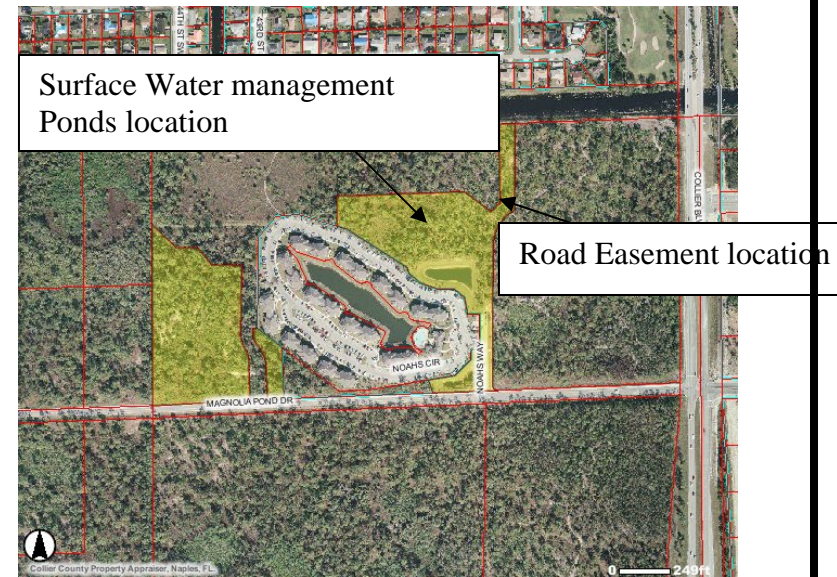 44TH ST SW
43RD ST
Surface Water management
Ponds location
COLLIER BL
Road Easement location
NOAHS CIR
NOAHS WAY
MAGNOLIA POND DR
Collier County Property Appraiser, Naples, FL.
0 249ft